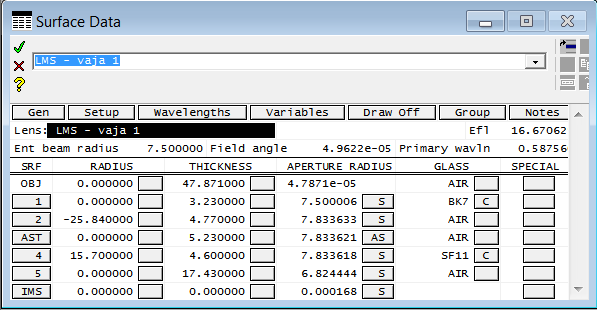 Surface Data
LMS - vaja 1
Gen Setup Wavelengths Variables Draw Off Group Notes
Lens: LMS - vaja 1 Efl 16.67062
Ent beam radius 7.500000 Field angle 4.9622e-05 Primary wavln 0.58756
SRF RADIUS THICKNESS APERTURE RADIUS GLASS SPECIAL
OBJ 0.000000 47.871000 4.7871e-05 AIR
1 0.000000 3.230000 7.500006 S BK7 C
2 -25.840000 4.770000 7.833633 S AIR
AST 0.000000 5.230000 7.833621 AS AIR
4 15.700000 4.600000 7.833618 S SF11 C
5 0.000000 17.430000 6.824444 S AIR
IMS 0.000000 0.000000 0.000168 S